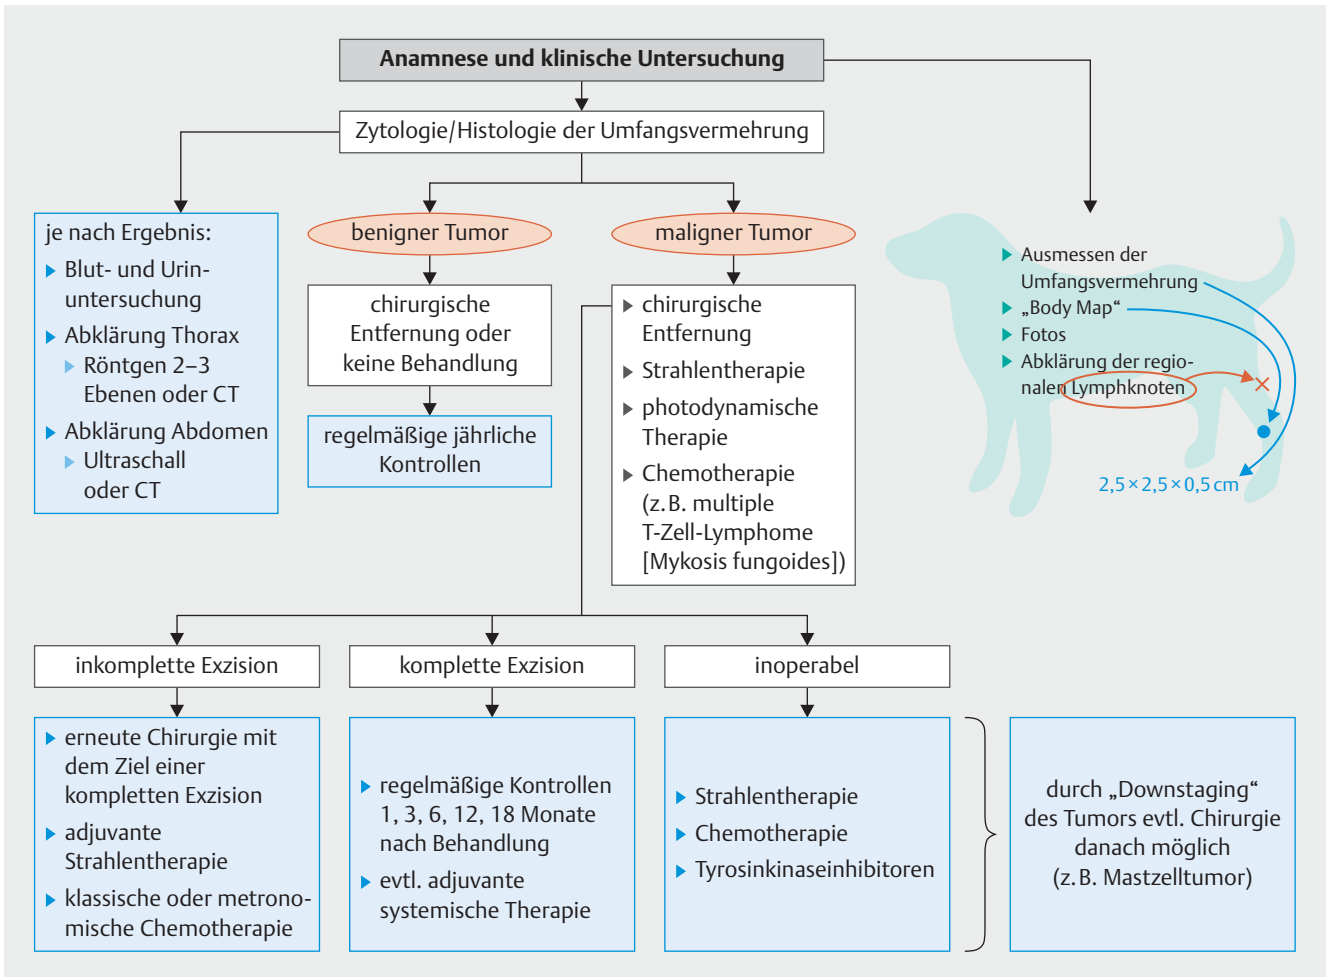 Anamnese und klinische Untersuchung
Zytologie/Histologie der Umfangsvermehrung
je nach Ergebnis:
Blut- und Urin-
untersuchung
Abklärung Thorax
Röntgen 2–3
Ebenen oder CT
Abklärung Abdomen
Ultraschall
oder CT
benigner Tumor
chirurgische
Entfernung oder
keine Behandlung
regelmäßige jährliche
Kontrollen
maligner Tumor
chirurgische
Entfernung
Strahlentherapie
photodynamische
Therapie
Chemotherapie
(z. B. multiple
T-Zell-Lymphome
[Mykosis fungoides])
Ausmessen der
Umfangsvermehrung
„Body Map“
Fotos
Abklärung der regio-
nalen Lymphknoten
2,5 × 2,5 × 0,5 cm
inkomplette Exzision
erneute Chirurgie mit
dem Ziel einer
kompletten Exzision
adjuvante
Strahlentherapie
klassische oder metrono-
mische Chemotherapie
komplette Exzision
regelmäßige Kontrollen
1, 3, 6, 12, 18 Monate
nach Behandlung
evtl. adjuvante
systemische Therapie
inoperabel
Strahlentherapie
Chemotherapie
Tyrosinkinaseinhibitoren
durch „Downstaging“
des Tumors evtl. Chirurgie
danach möglich
(z. B. Mastzelltumor)